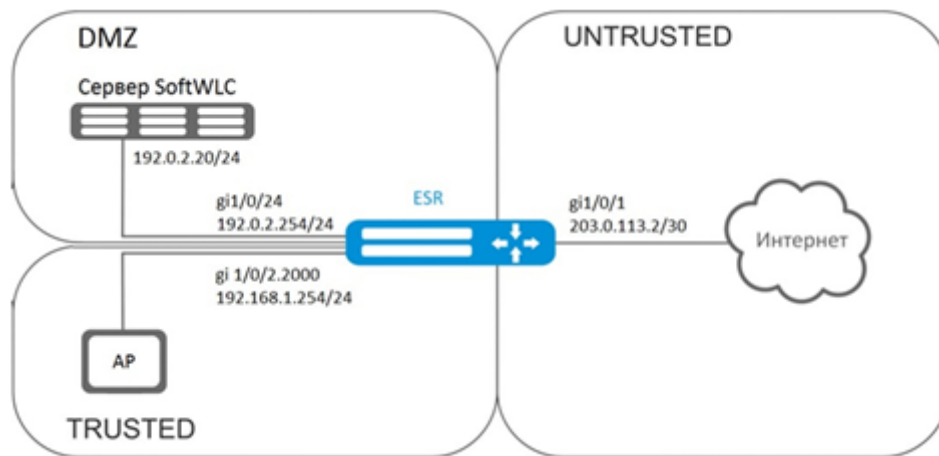 DMZ
UNTRUSTED
Сервер SoftWLC
192.0.2.20/24
gi1/0/24
192.0.2.254/24
ESR
gi1/0/1
203.0.113.2/30
Интернет
gi 1/0/2.2000
192.168.1.254/24
AP
TRUSTED